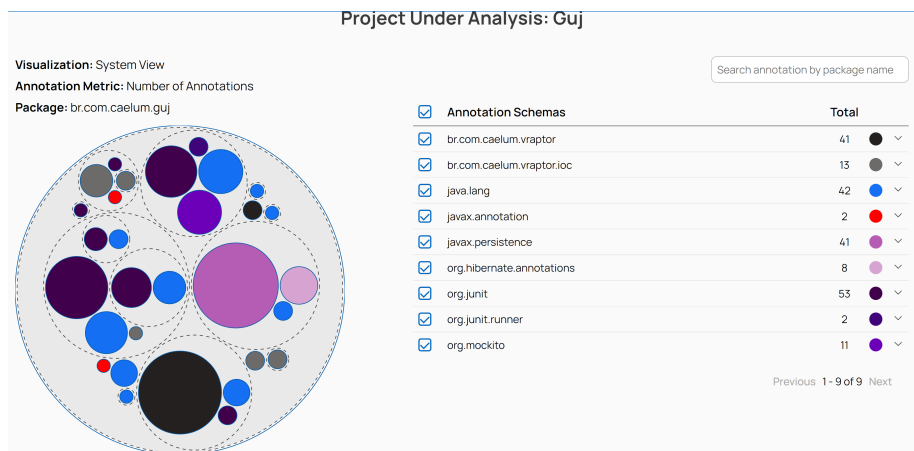 Project Under Analysis: Guj
Visualization: System View
Annotation Metric: Number of Annotations
Package: br.com.caelum.guj
Search annotation by package name
Annotation Schemas Total
br.com.caelum.vraptor 41
br.com.caelum.vraptor.ioc 13
java.lang 42
javax.annotation 2
javax.persistence 41
org.hibernate.annotations 8
org.junit 53
org.junit.runner 2
org.mockito 11
Previous 1 - 9 of 9 Next